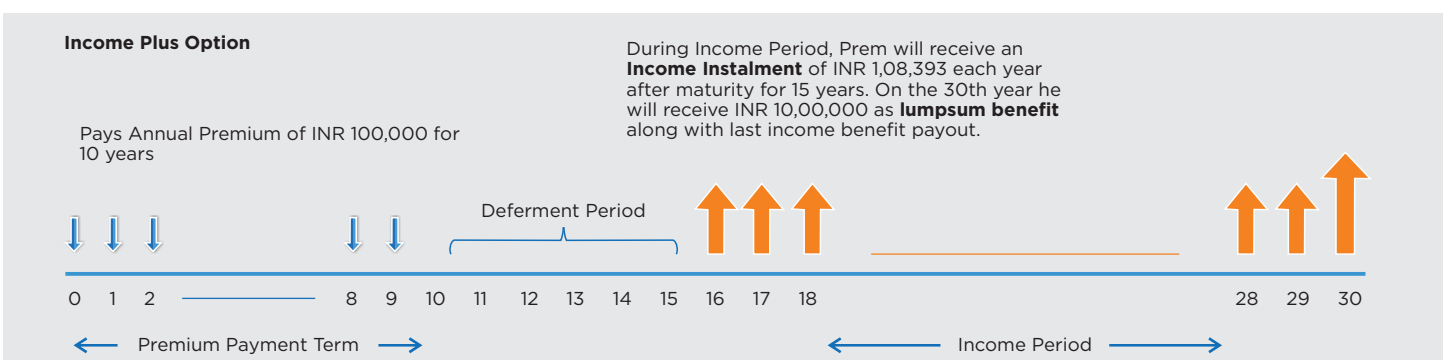 Income Plus Option
During Income Period, Prem will receive an
Income Instalment of INR 1,08,393 each year
after maturity for 15 years. On the 30th year he
will receive INR 10,00,000 as lumpsum benefit
along with last income benefit payout.
Pays Annual Premium of INR 100,000 for
10 years
Deferment Period
0 1 2 8 9 10 11 12 13 14 15 16 17 18 28 29 30
Premium Payment Term Income Period